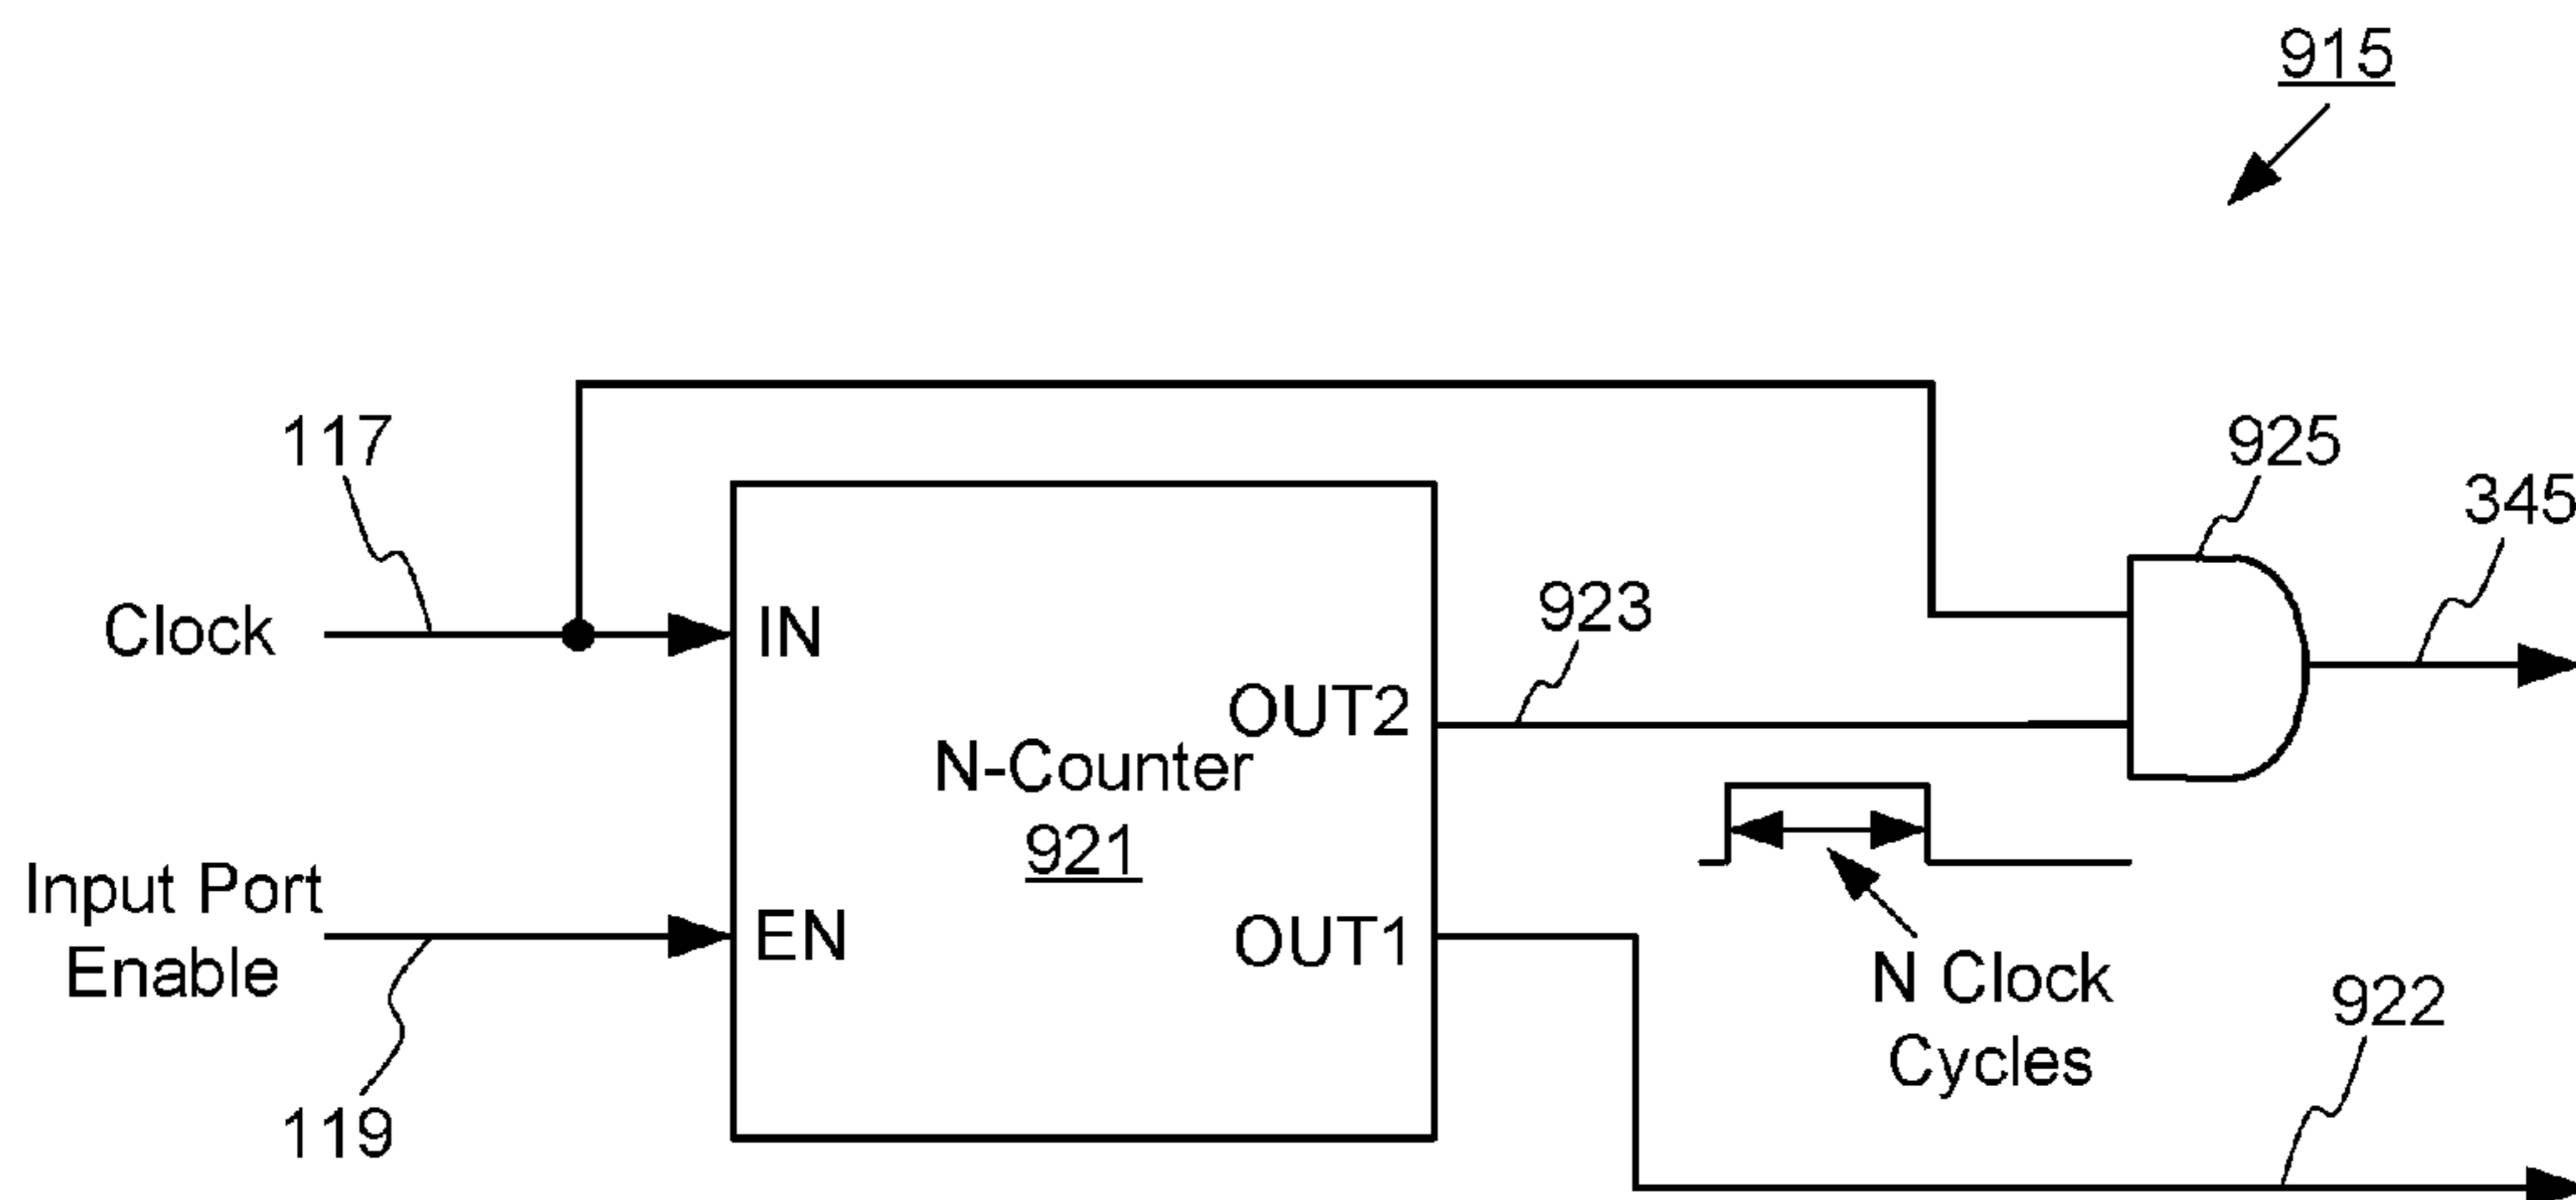 915
117
925
345
923
Clock
IN
OUT2
N-Counter
921
Input Port
Enable
EN
OUT1
N Clock
Cycles
922
119